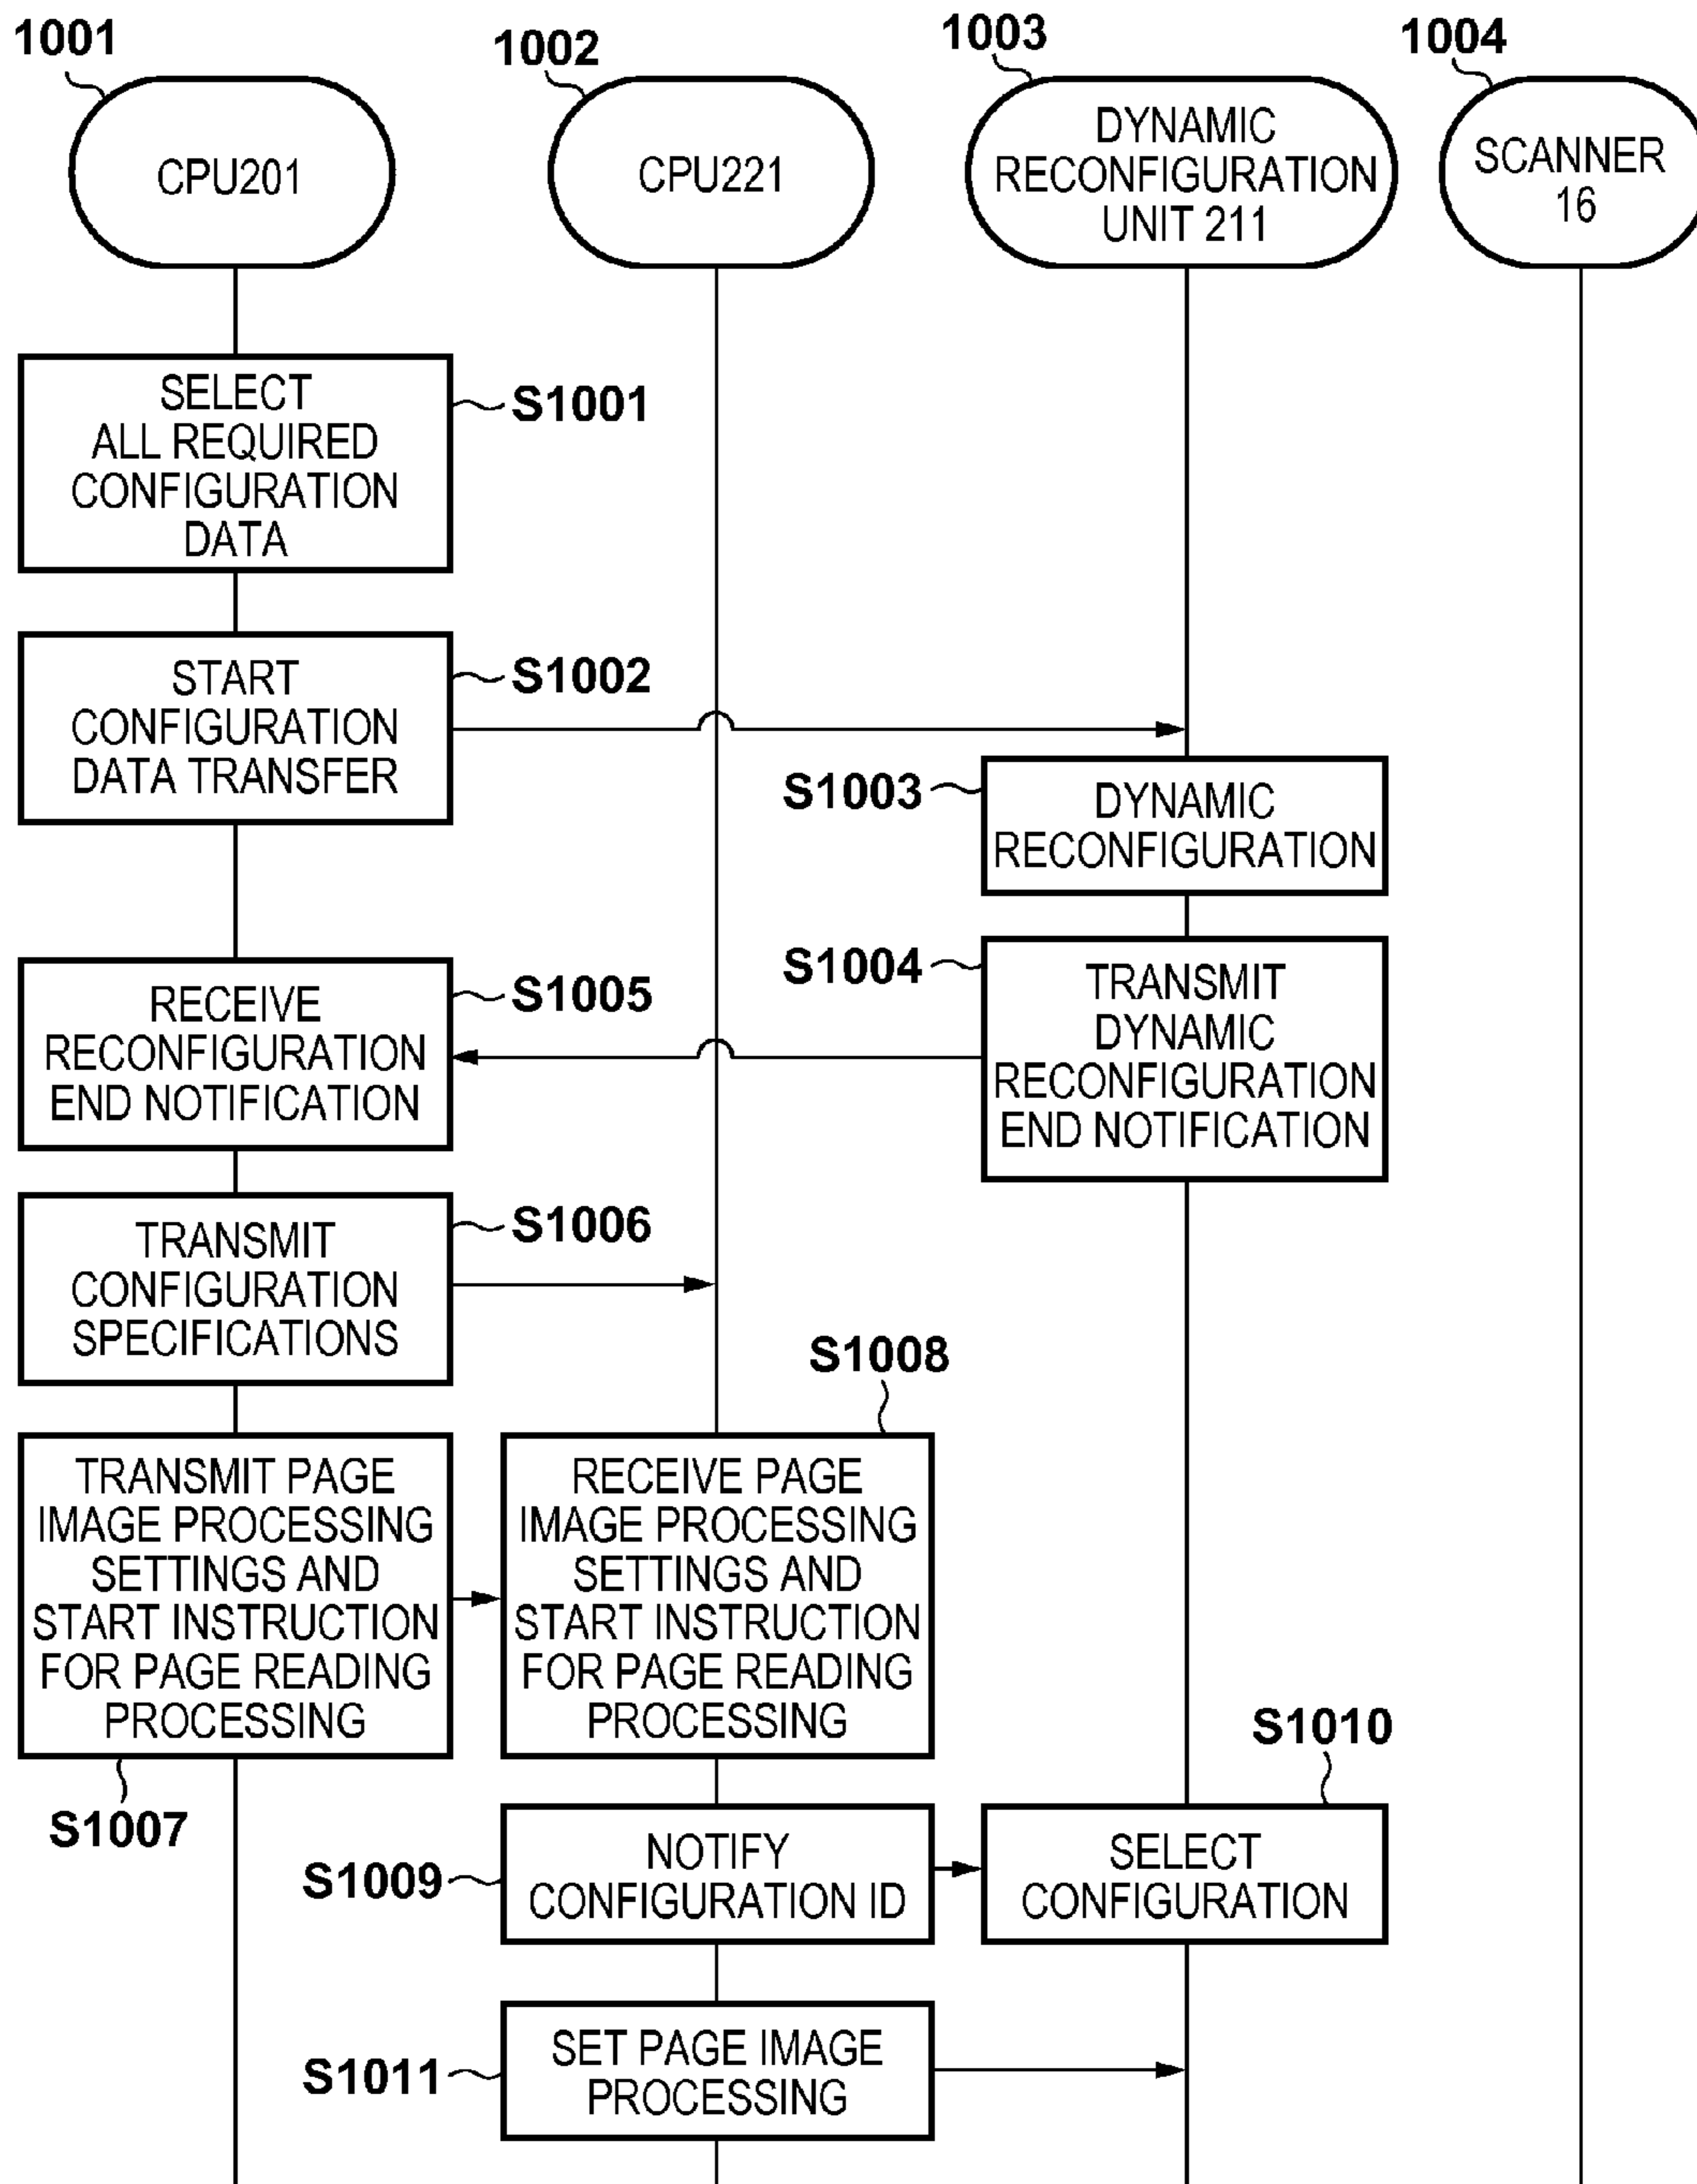 1001
1002
1003
1004
CPU201
CPU221
DYNAMIC
RECONFIGURATION
UNIT 211
SCANNER
16
SELECT
ALL REQUIRED
CONFIGURATION
DATA
S1001
START
CONFIGURATION
DATA TRANSFER
S1002
S1003
DYNAMIC
RECONFIGURATION
S1004
TRANSMIT
DYNAMIC
RECONFIGURATION
END NOTIFICATION
RECEIVE
RECONFIGURATION
END NOTIFICATION
S1005
TRANSMIT
CONFIGURATION
SPECIFICATIONS
S1006
TRANSMIT PAGE
IMAGE PROCESSING
SETTINGS AND
START INSTRUCTION
FOR PAGE READING
PROCESSING
S1007
S1008
RECEIVE PAGE
IMAGE PROCESSING
SETTINGS AND
START INSTRUCTION
FOR PAGE READING
PROCESSING
S1009
NOTIFY
CONFIGURATION ID
S1010
SELECT
CONFIGURATION
S1011
SET PAGE IMAGE
PROCESSING